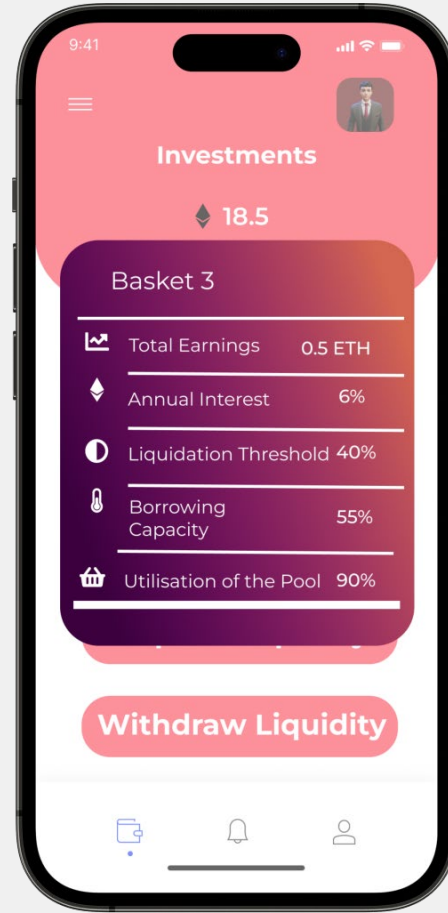 9:41
Investments
18.5
Basket 3
Total Earnings 0.5 ETH
Annual Interest 6%
Liquidation Threshold 40%
Borrowing
Capacity 55%
Utilisation of the Pool 90%
Withdraw Liquidity